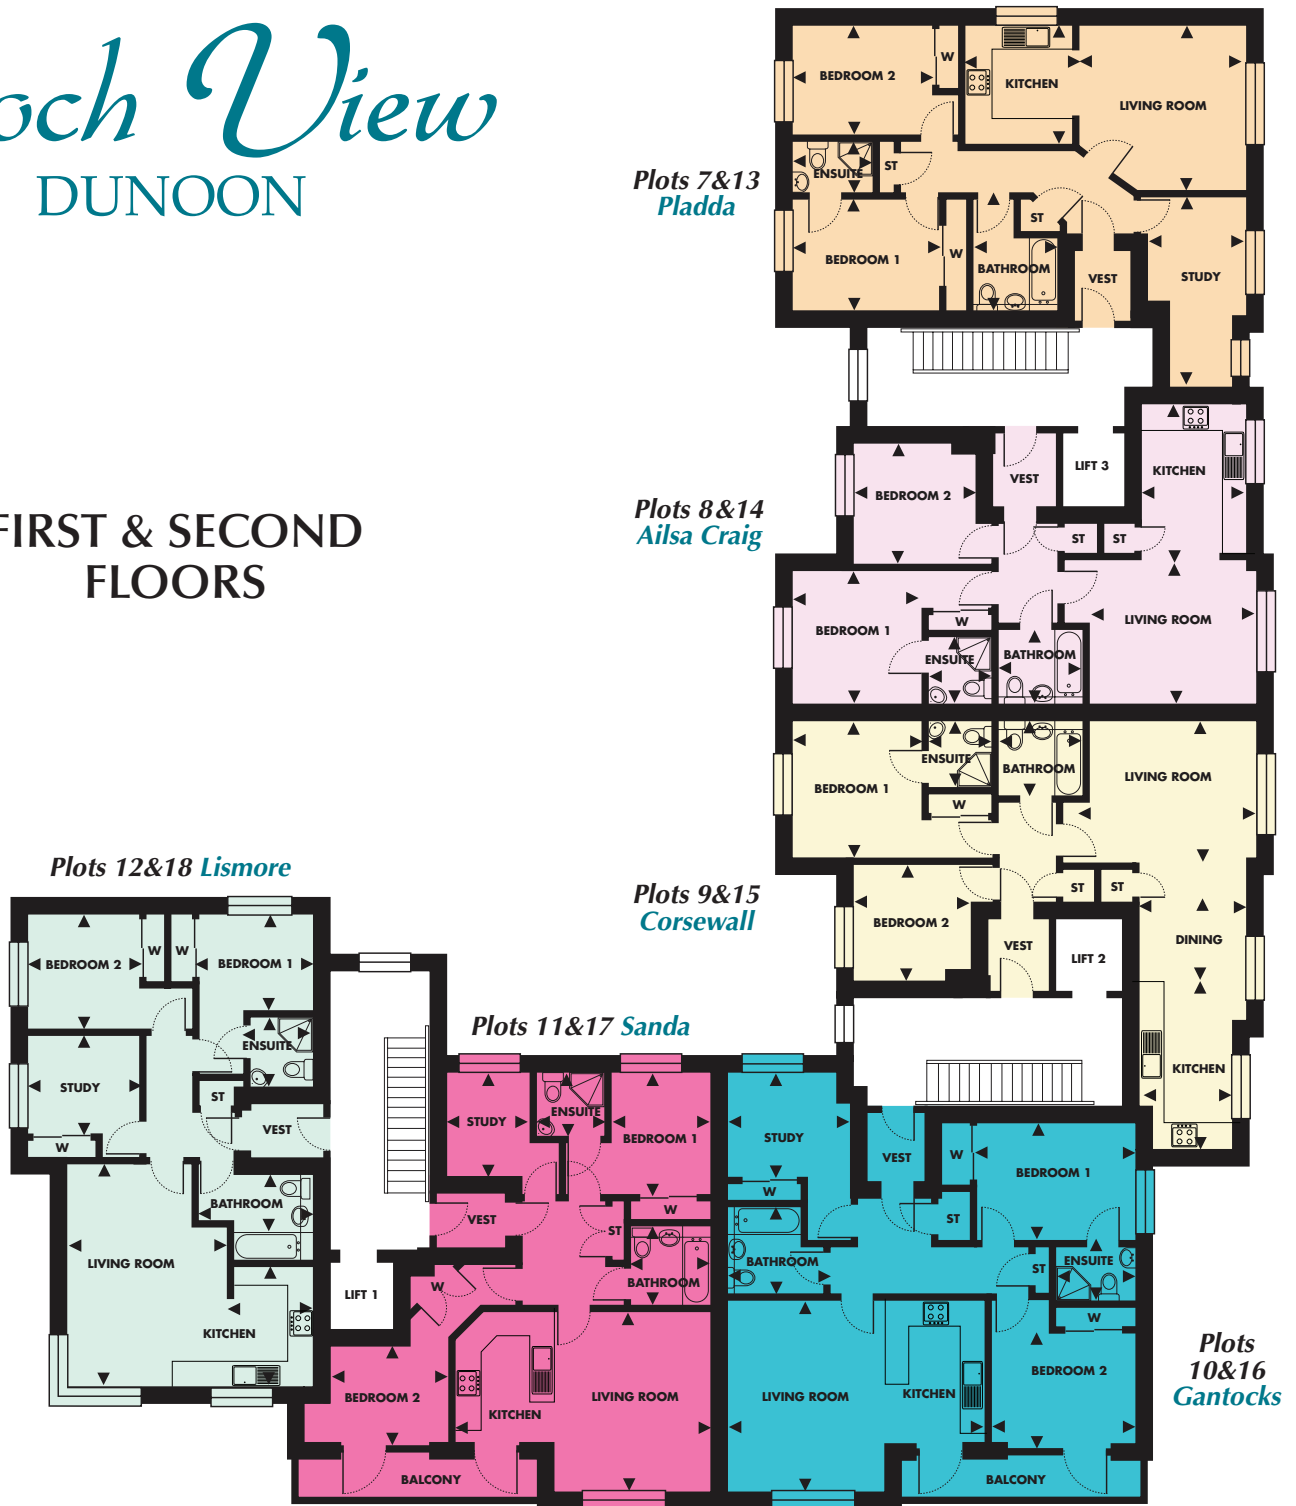 och View
DUNOON
FIRST & SECOND
FLOORS
Plots 7&13
Pladda
BEDROOM 2
W
KITCHEN
LIVING ROOM
ENSUITE
ST
ST
BEDROOM 1
W
BATHROOM
VEST
STUDY
Plots 8&14
Ailsa Craig
BEDROOM 2
VEST
LIFT 3
KITCHEN
ST
ST
BEDROOM 1
W
ENSUITE
BATHROOM
LIVING ROOM
Plots 9&15
Corsewall
BEDROOM 1
ENSUITE
BATHROOM
LIVING ROOM
W
ST
ST
BEDROOM 2
VEST
LIFT 2
DINING
KITCHEN
Plots 12&18 Lismore
BEDROOM 2
W
W
BEDROOM 1
ENSUITE
STUDY
ST
W
VEST
BATHROOM
LIVING ROOM
KITCHEN
LIFT 1
Plots 11&17 Sanda
STUDY
ENSUITE
BEDROOM 1
W
VEST
ST
BATHROOM
W
BEDROOM 2
KITCHEN
LIVING ROOM
BALCONY
Plots
10&16
Gantocks
STUDY
VEST
W
BEDROOM 1
W
ST
BATHROOM
ST
ENSUITE
W
LIVING ROOM
KITCHEN
BEDROOM 2
BALCONY